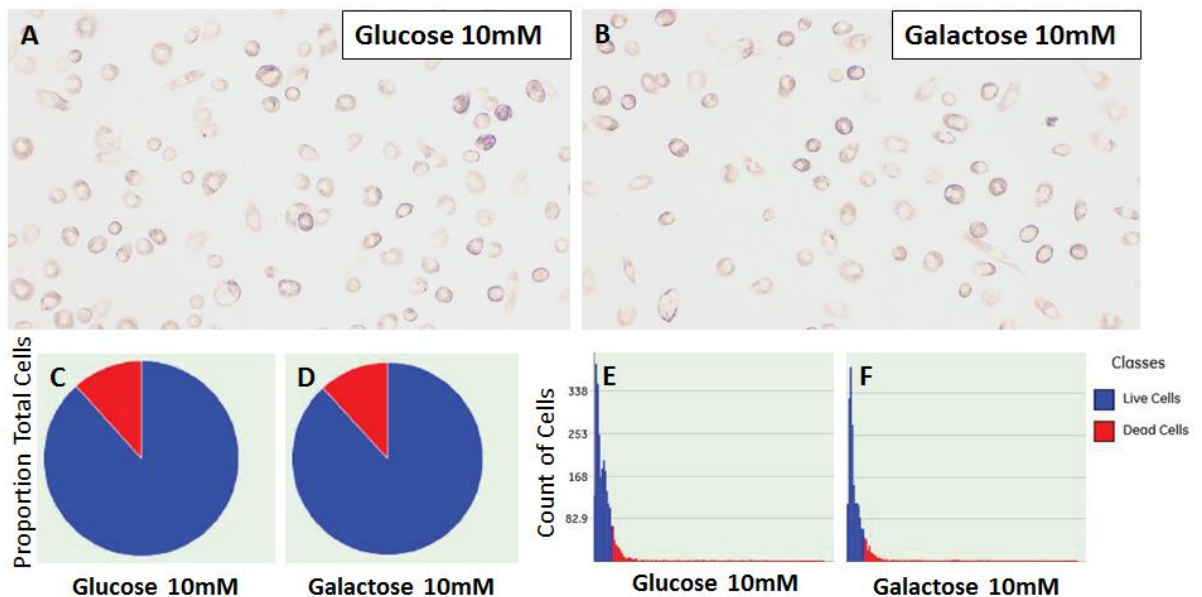 A
Glucose 10mM
B
Galactose 10mM
Proportion Total Cells
C
Glucose 10mM
D
Galactose 10mM
Count of Cells
338
253
168
82.9
E
Glucose 10mM
F
Galactose 10mM
Classes
Live Cells
Dead Cells